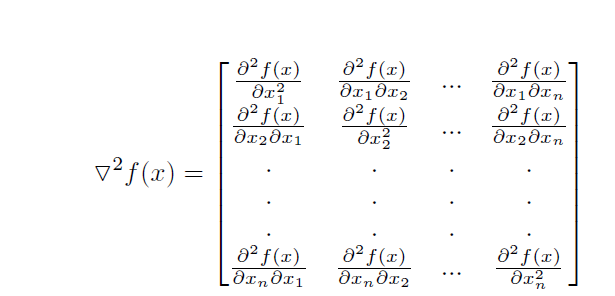 ∂²f(x)/∂x₁² ∂²f(x)/∂x₁∂x₂ ... ∂²f(x)/∂x₁∂xₙ
∂²f(x)/∂x₂∂x₁ ∂²f(x)/∂x₂² ... ∂²f(x)/∂x₂∂xₙ
▽²f(x) = . . . .
. . . .
. . . .
∂²f(x)/∂xₙ∂x₁ ∂²f(x)/∂xₙ∂x₂ ... ∂²f(x)/∂xₙ²